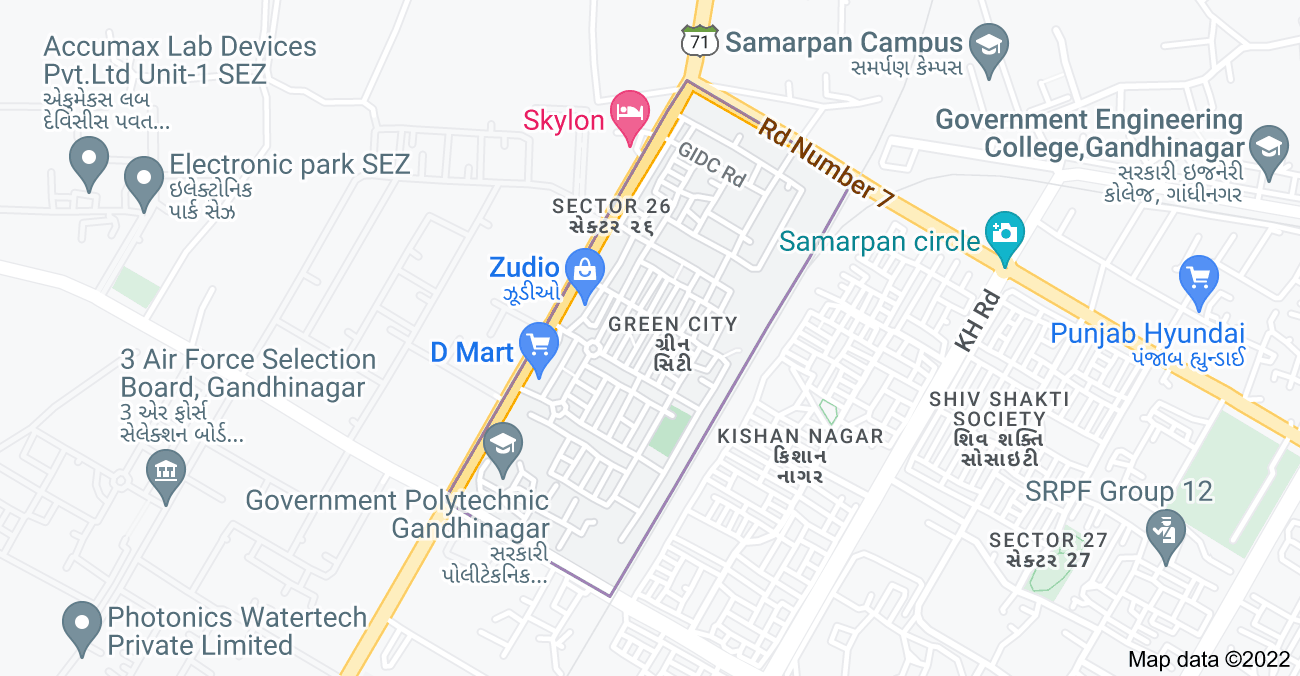 Accumax Lab Devices
Pvt.Ltd Unit-1 SEZ
એક્યુમેક્સ લબ
દેવિસીસ પવત...
71
Samarpan Campus
સમર્પણ કેમ્પસ
Skylon
Rd Number 7
GIDC Rd
Government Engineering
College,Gandhinagar
સરકારી ઇજનેરી
કોલેજ, ગાંધીનગર
Electronic park SEZ
ઇલેક્ટોનિક
પાર્ક સેઝ
SECTOR 26
સેક્ટર ૨૬
Samarpan circle
Zudio
ઝૂડીઓ
GREEN CITY
ગ્રીન
સિટી
KH Rd
Punjab Hyundai
પંજાબ હ્યુન્ડાઈ
D Mart
3 Air Force Selection
Board, Gandhinagar
3 એર ફોર્સ
સેલેક્શન બોર્ડ...
SHIV SHAKTI
SOCIETY
શિવ શક્તિ
સોસાઇટી
KISHAN NAGAR
કિશાન
નાગર
Government Polytechnic
Gandhinagar
સરકારી
પોલીટેકનિક...
SRPF Group 12
SECTOR 27
સેક્ટર 27
Photonics Watertech
Private Limited
Map data ©2022